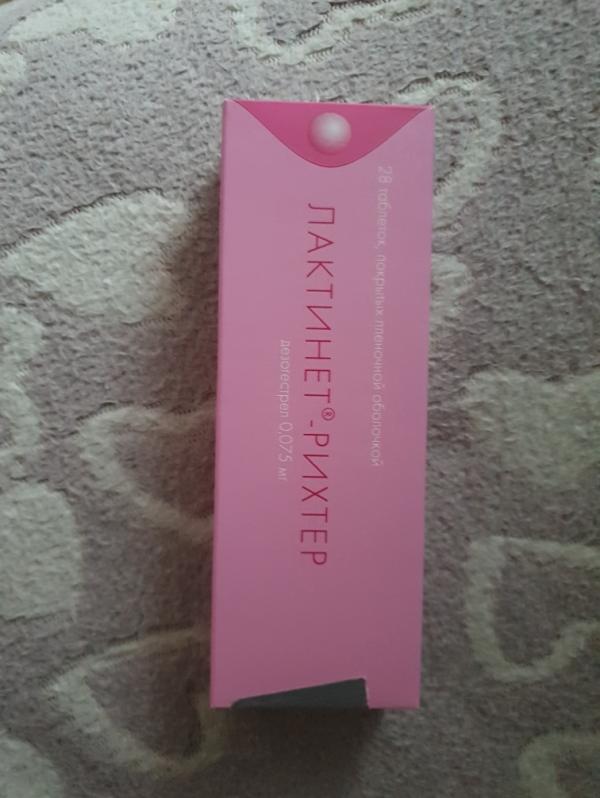 28 таблеток, покрытых пленочной оболочкой
ЛАКТИНЕТ®-РИХТЕР
дезогестрел 0,075 мг